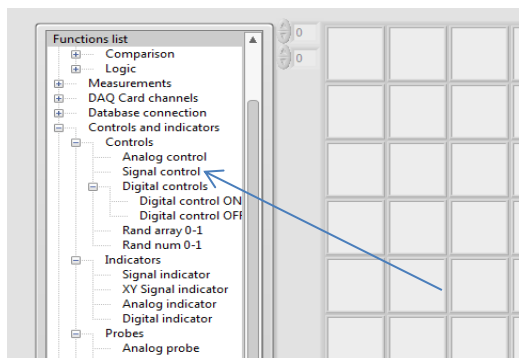 Functions list
Comparison
Logic
Measurements
DAQ Card channels
Database connection
Controls and indicators
Controls
Analog control
Signal control
Digital controls
Digital control ON
Digital control OFF
Rand array 0-1
Rand num 0-1
Indicators
Signal indicator
XY Signal indicator
Analog indicator
Digital indicator
Probes
Analog probe
0
0